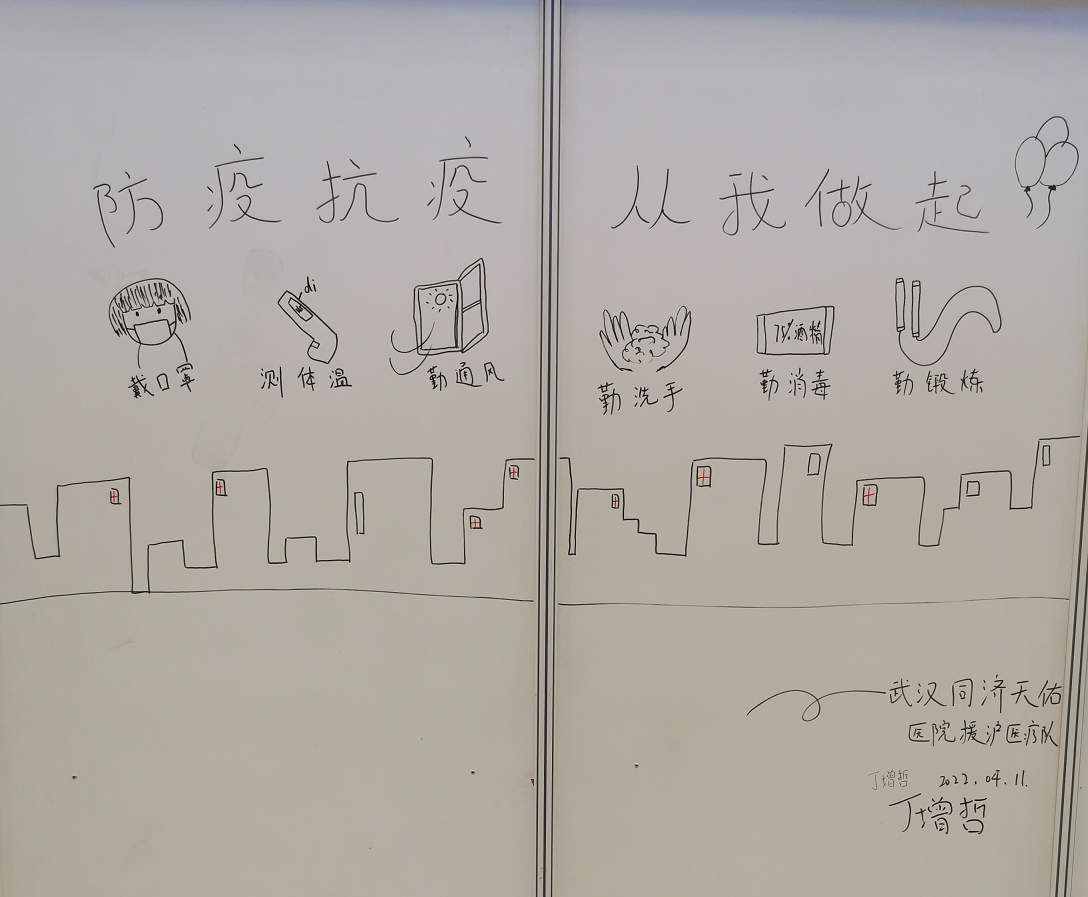 防疫抗疫 从我做起
di
75%酒精
戴口罩 测体温 勤通风 勤洗手 勤消毒 勤锻炼
武汉同济天佑
医院援沪医疗队
丁增哲 2022.04.11.
丁增哲